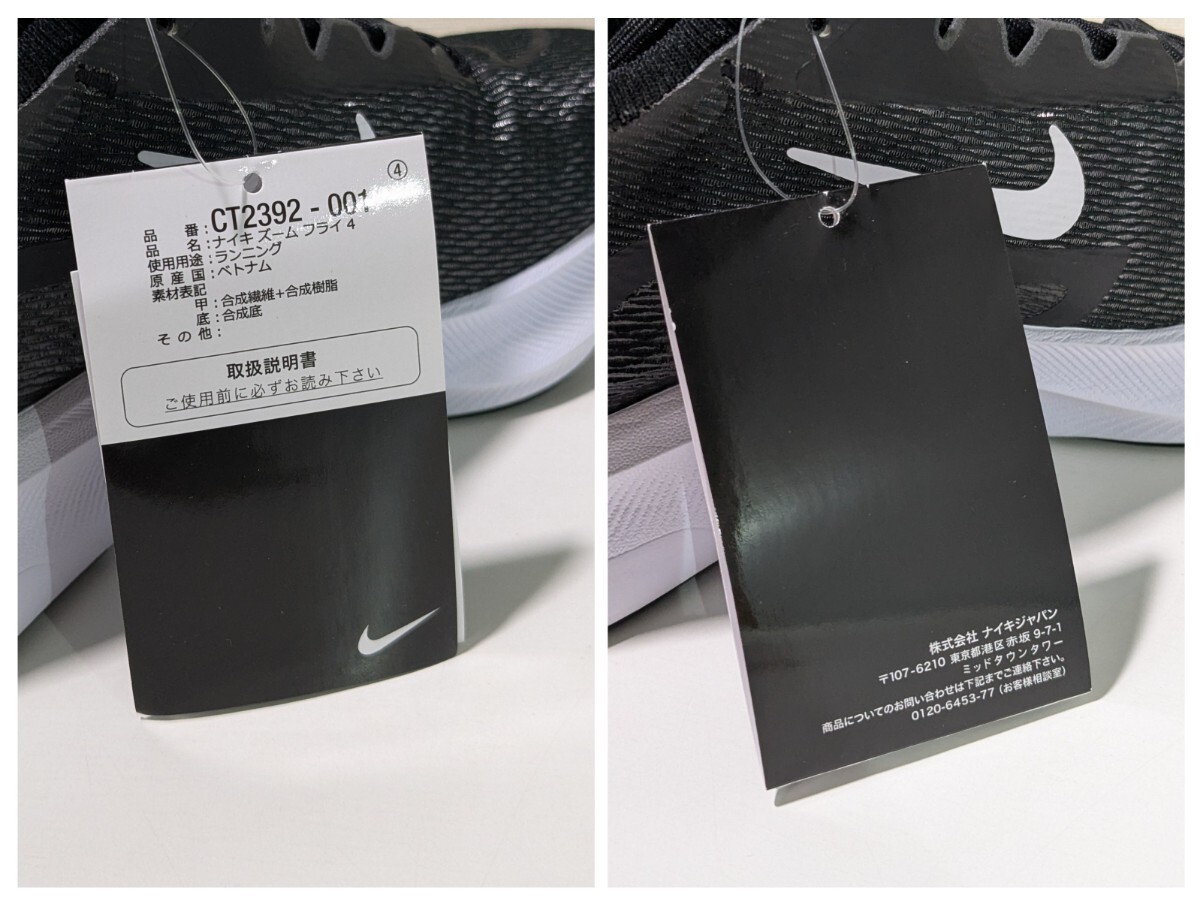 ④
品番：CT2392-001
品名：ナイキ ズーム フライ 4
使用用途：ランニング
原産国：ベトナム
素材表記
甲：合成繊維+合成樹脂
底：合成底
その他：
取扱説明書
ご使用前に必ずお読み下さい
株式会社 ナイキジャパン
〒107-6210 東京都港区赤坂 9-7-1
ミッドタウンタワー
商品についてのお問い合わせは下記までご連絡下さい。
0120-6453-77（お客様相談室）